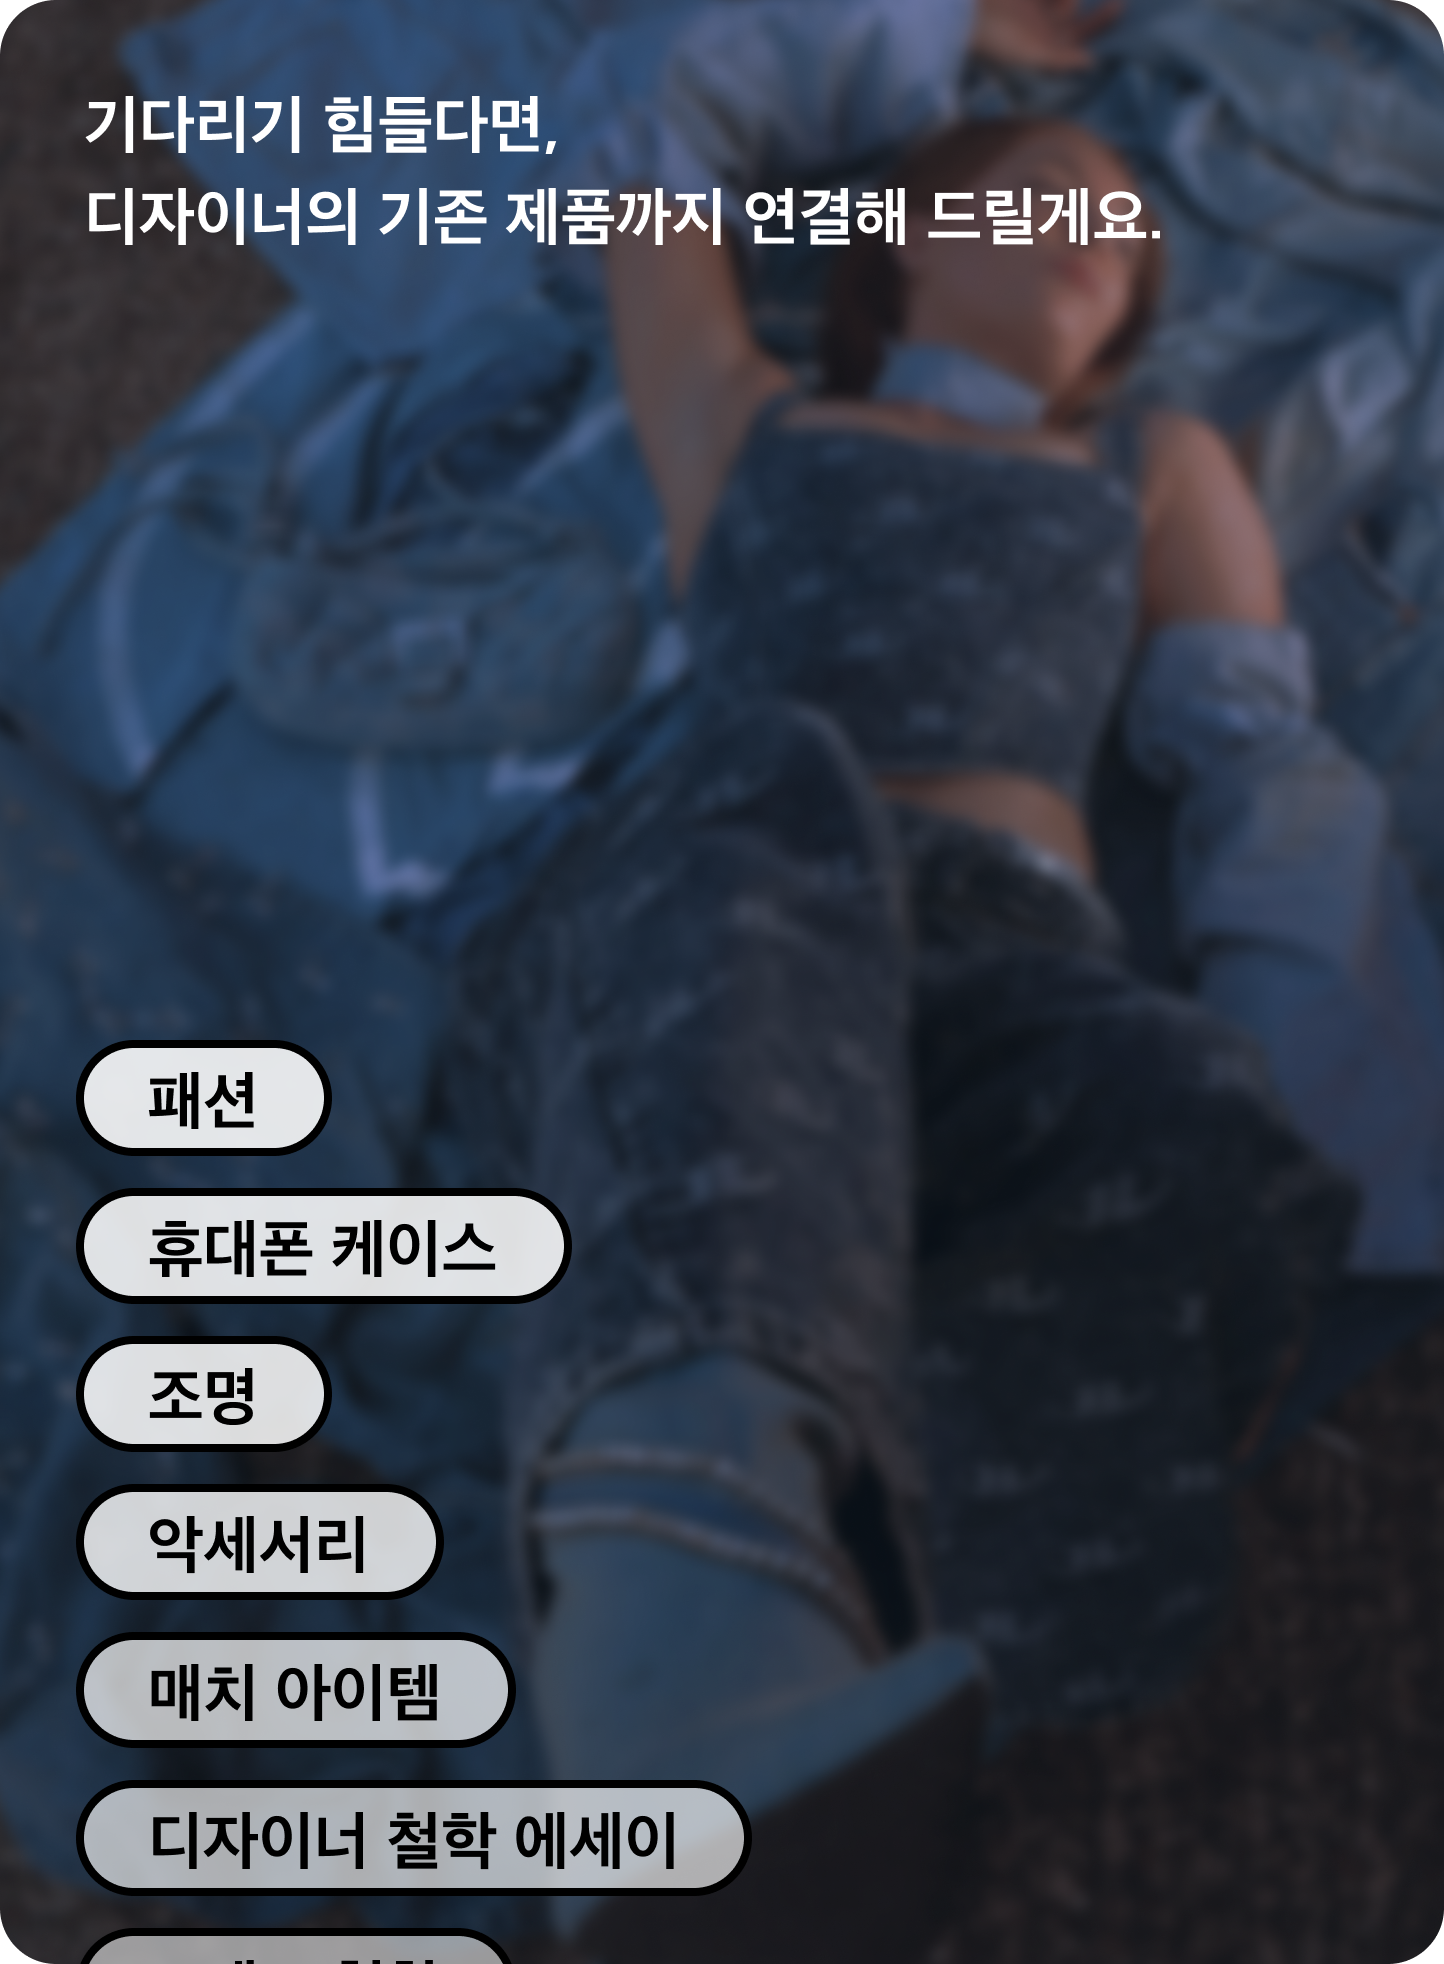 기다리기 힘들다면,
디자이너의 기존 제품까지 연결해 드릴게요.
패션
휴대폰 케이스
조명
악세서리
매치 아이템
디자이너 철학 에세이